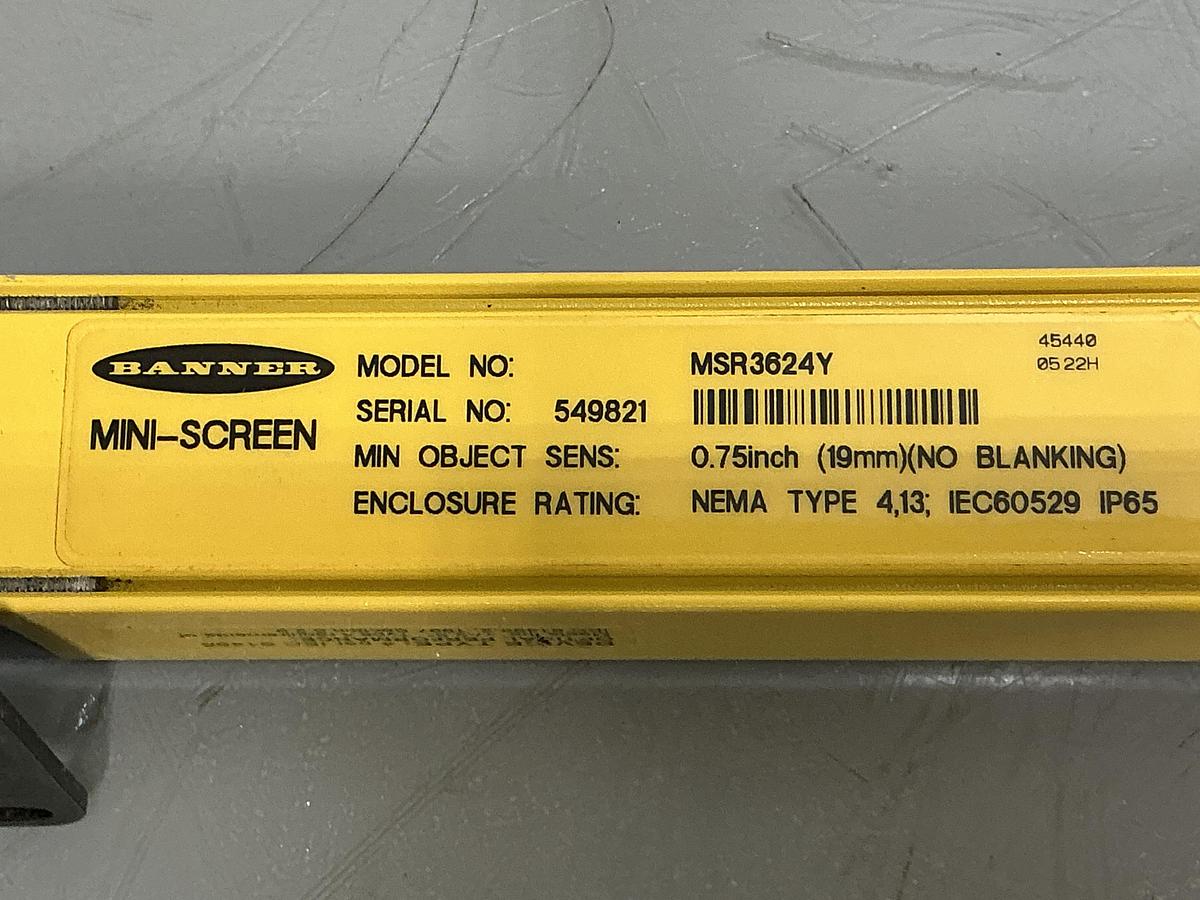 BANNER
MINI-SCREEN
MODEL NO: MSR3624Y
SERIAL NO: 549821
MIN OBJECT SENS: 0.75inch (19mm)(NO BLANKING)
ENCLOSURE RATING: NEMA TYPE 4,13; IEC60529 IP65
45440
0522H